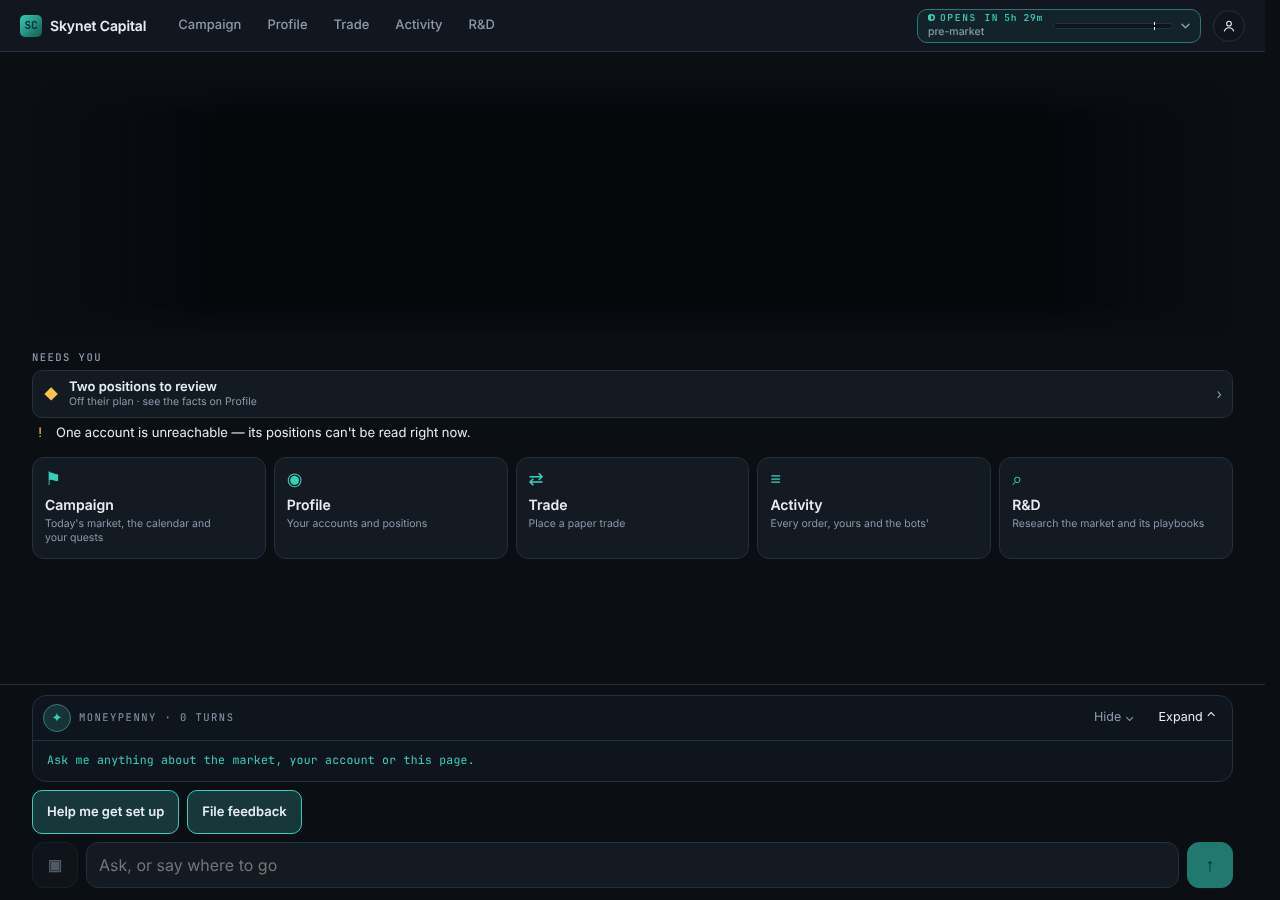 SC Skynet Capital Campaign Profile Trade Activity R&D
OPENS IN 5h 29m
pre-market
NEEDS YOU
Two positions to review
Off their plan · see the facts on Profile
! One account is unreachable — its positions can't be read right now.
Campaign
Today's market, the calendar and
your quests
Profile
Your accounts and positions
Trade
Place a paper trade
Activity
Every order, yours and the bots'
R&D
Research the market and its playbooks
MONEYPENNY · 0 TURNS
Hide
Expand
Ask me anything about the market, your account or this page.
Help me get set up
File feedback
Ask, or say where to go